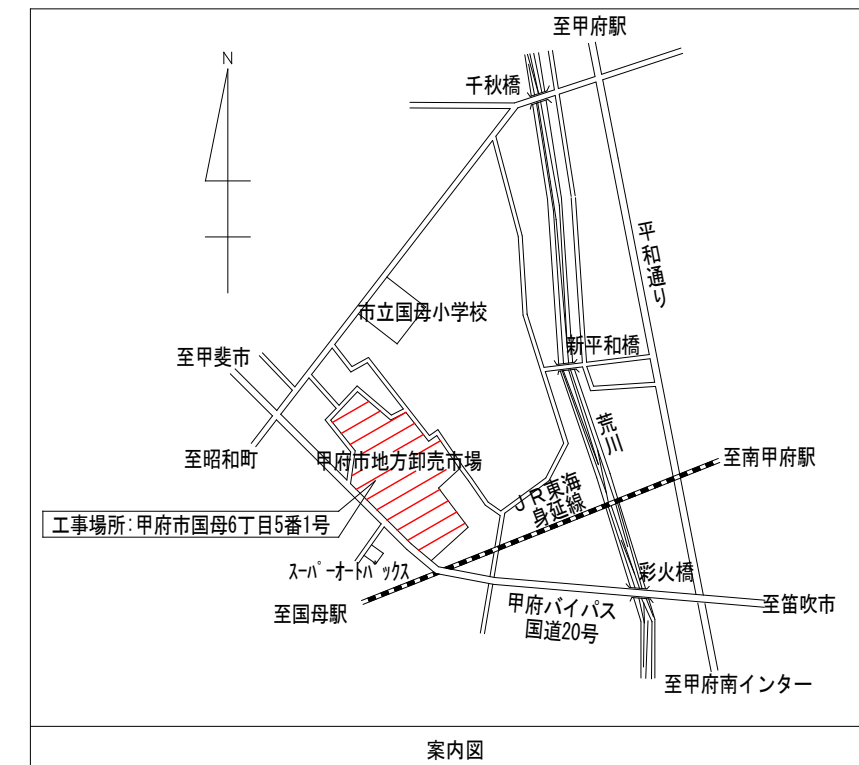 至甲府駅
N
千秋橋
平和通り
市立国母小学校
新平和橋
至甲斐市
荒川
至昭和町
甲府市地方卸売市場
至南甲府駅
JR東海
身延線
工事場所:甲府市国母6丁目5番1号
スーパーオートバックス
彩火橋
至国母駅
甲府バイパス
国道20号
至笛吹市
至甲府南インター
案内図